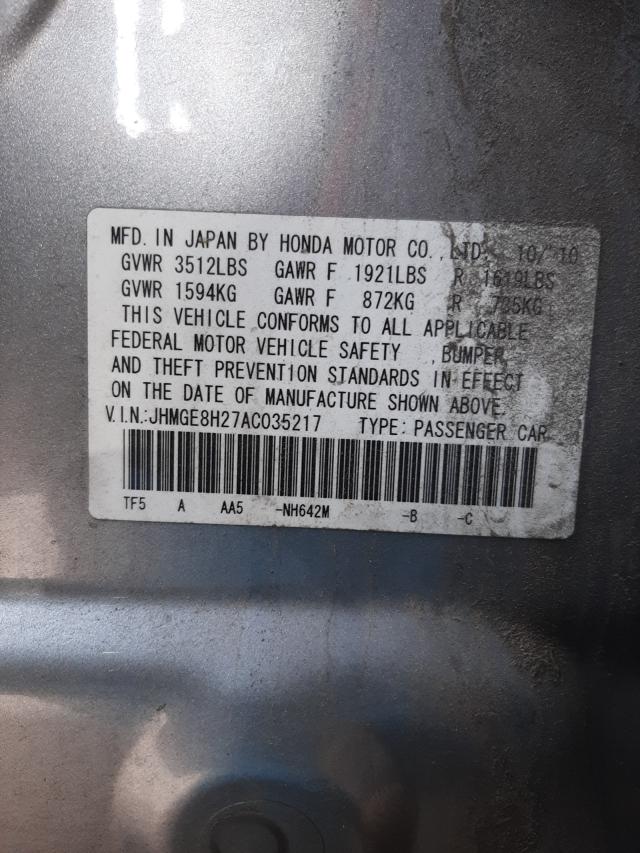 MFD. IN JAPAN BY HONDA MOTOR CO., LTD. 10/ 10
GVWR 3512LBS GAWR F 1921LBS R 1619LBS
GVWR 1594KG GAWR F 872KG R 735KG
THIS VEHICLE CONFORMS TO ALL APPLICABLE
FEDERAL MOTOR VEHICLE SAFETY , BUMPER,
AND THEFT PREVENTION STANDARDS IN EFFECT
ON THE DATE OF MANUFACTURE SHOWN ABOVE.
V.I.N.:JHMGE8H27AC035217 TYPE: PASSENGER CAR
TF5 A AA5 -NH642M -B -C